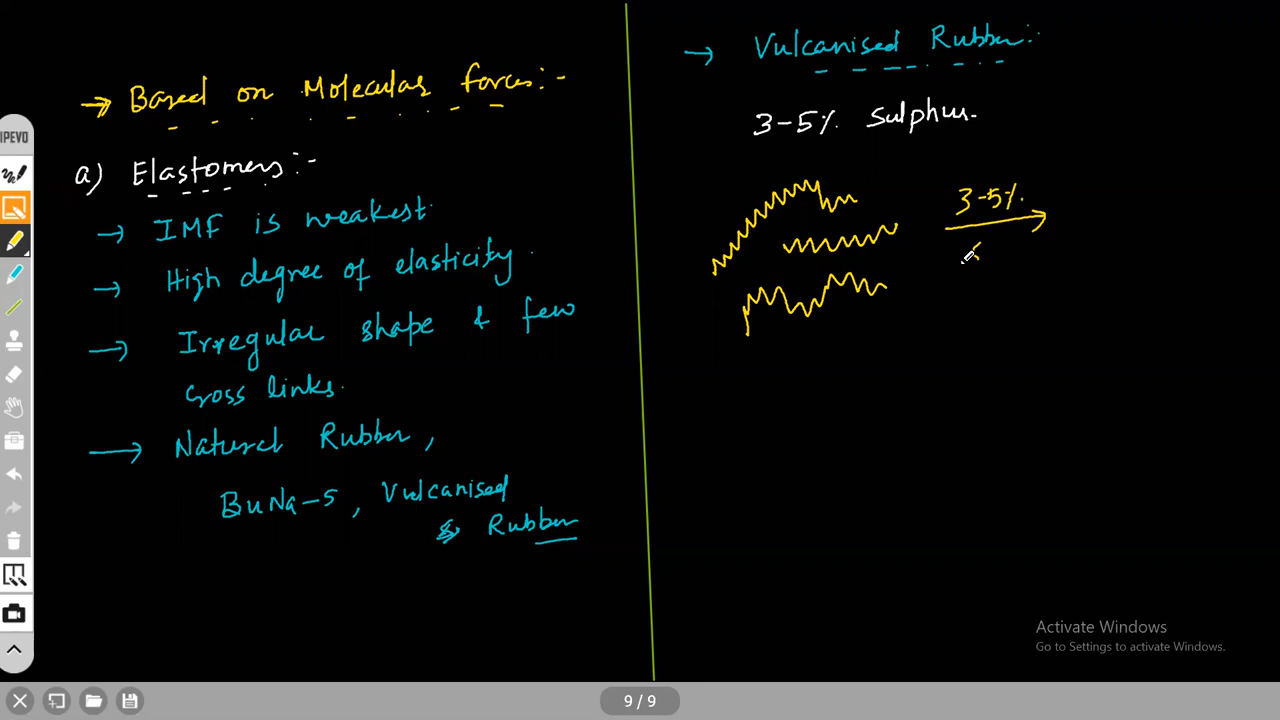 → Based on Molecular forces:-
a) Elastomers:-
→ IMF is weakest.
→ High degree of elasticity.
→ Irregular shape & few
cross links.
→ Natural Rubber,
BuNa-S, Vulcanised
Rubber
→ Vulcanised Rubber:-
3-5% Sulphur.
3-5%
Activate Windows
Go to Settings to activate Windows.
IPEVO
9 / 9